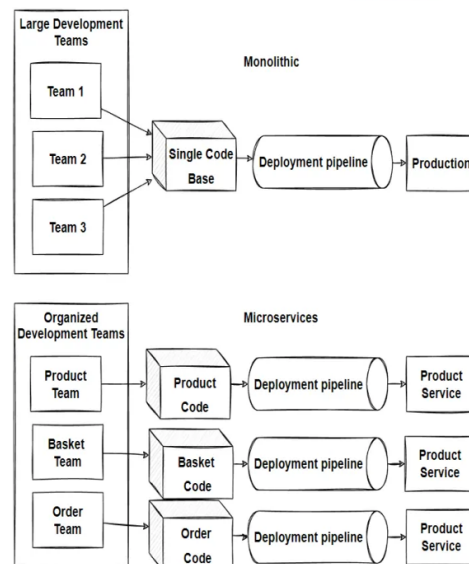 Large Development
Teams
Monolithic
Team 1
Team 2
Team 3
Single Code
Base
Deployment pipeline
Production
Organized
Development Teams
Microservices
Product
Team
Product
Code
Deployment pipeline
Product
Service
Basket
Team
Basket
Code
Deployment pipeline
Product
Service
Order
Team
Order
Code
Deployment pipeline
Product
Service